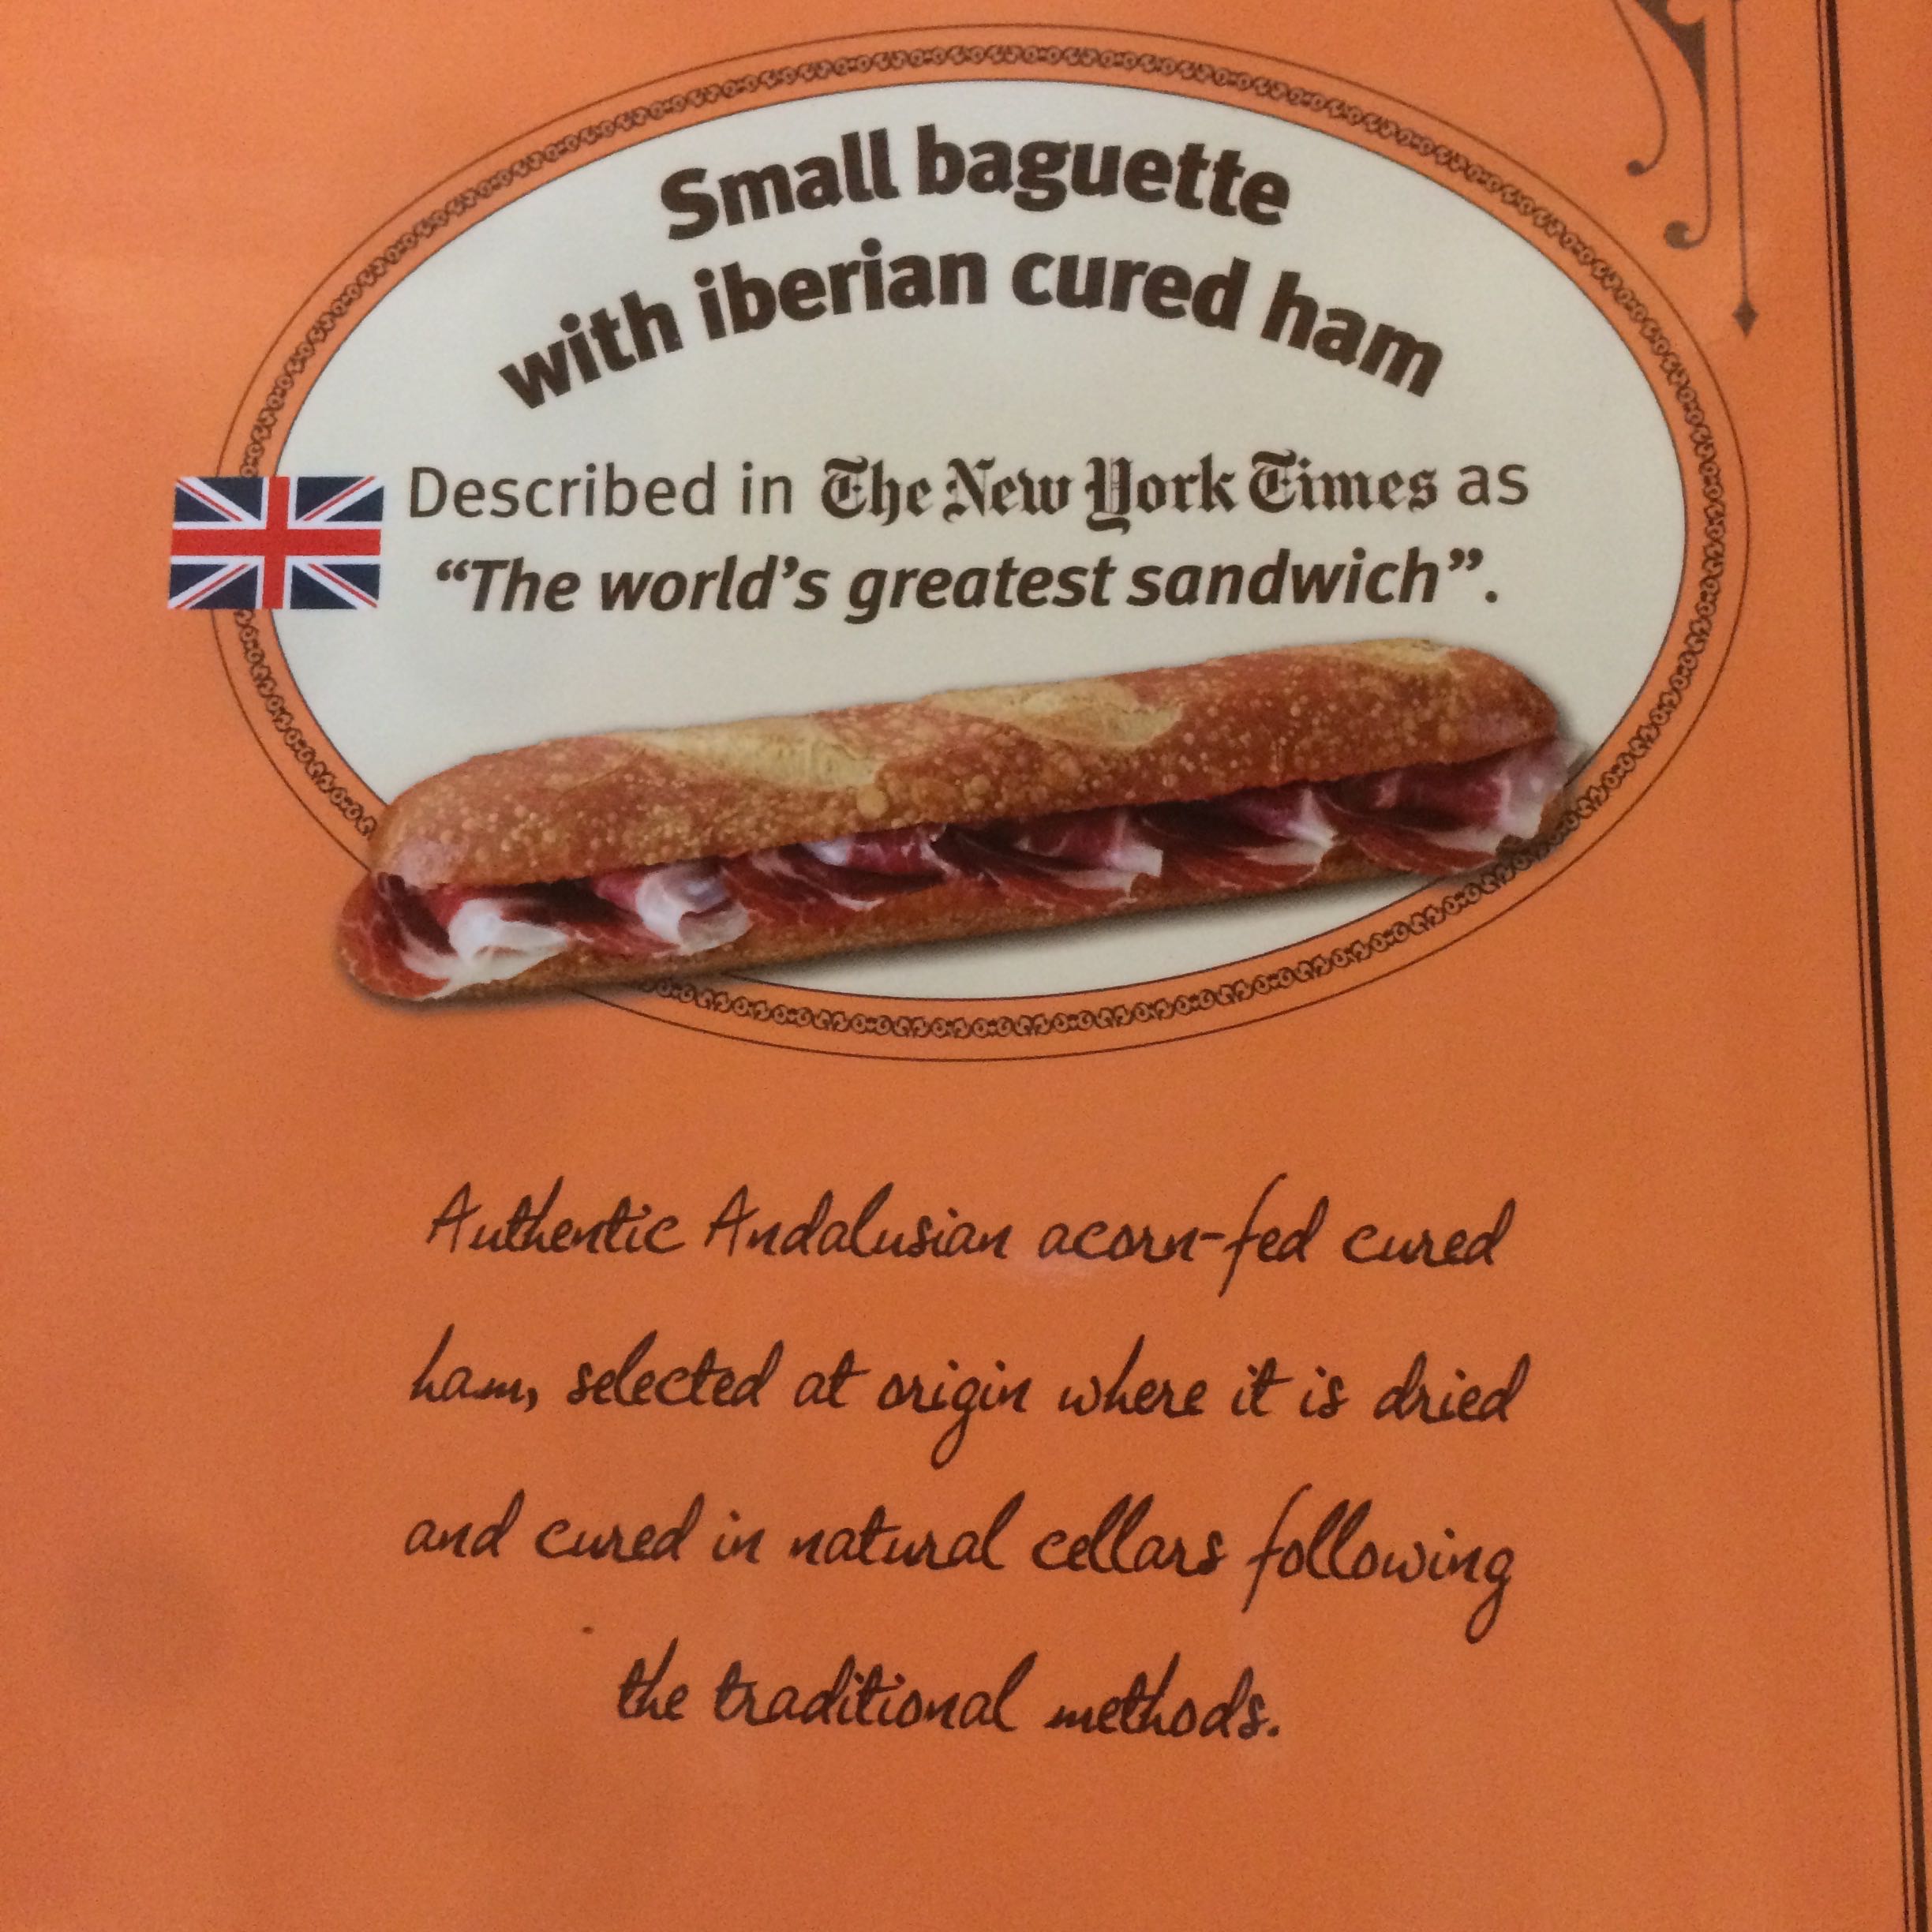 Small baguette
with iberian cured ham
Described in The New York Times as
“The world’s greatest sandwich”.
Authentic Andalusian acorn-fed cured
ham, selected at origin where it is dried
and cured in natural cellars following
the traditional methods.